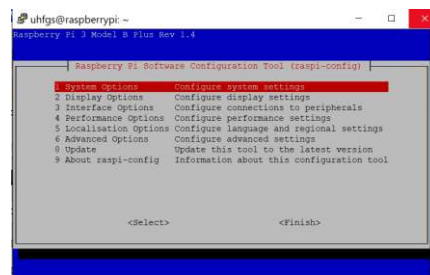 uhfgs@raspberrypi: ~
Raspberry Pi 3 Model B Plus Rev 1.4
Raspberry Pi Software Configuration Tool (raspi-config)
1 System Options Configure system settings
2 Display Options Configure display settings
3 Interface Options Configure connections to peripherals
4 Performance Options Configure performance settings
5 Localisation Options Configure language and regional settings
6 Advanced Options Configure advanced settings
8 Update Update this tool to the latest version
9 About raspi-config Information about this configuration tool
<Select> <Finish>